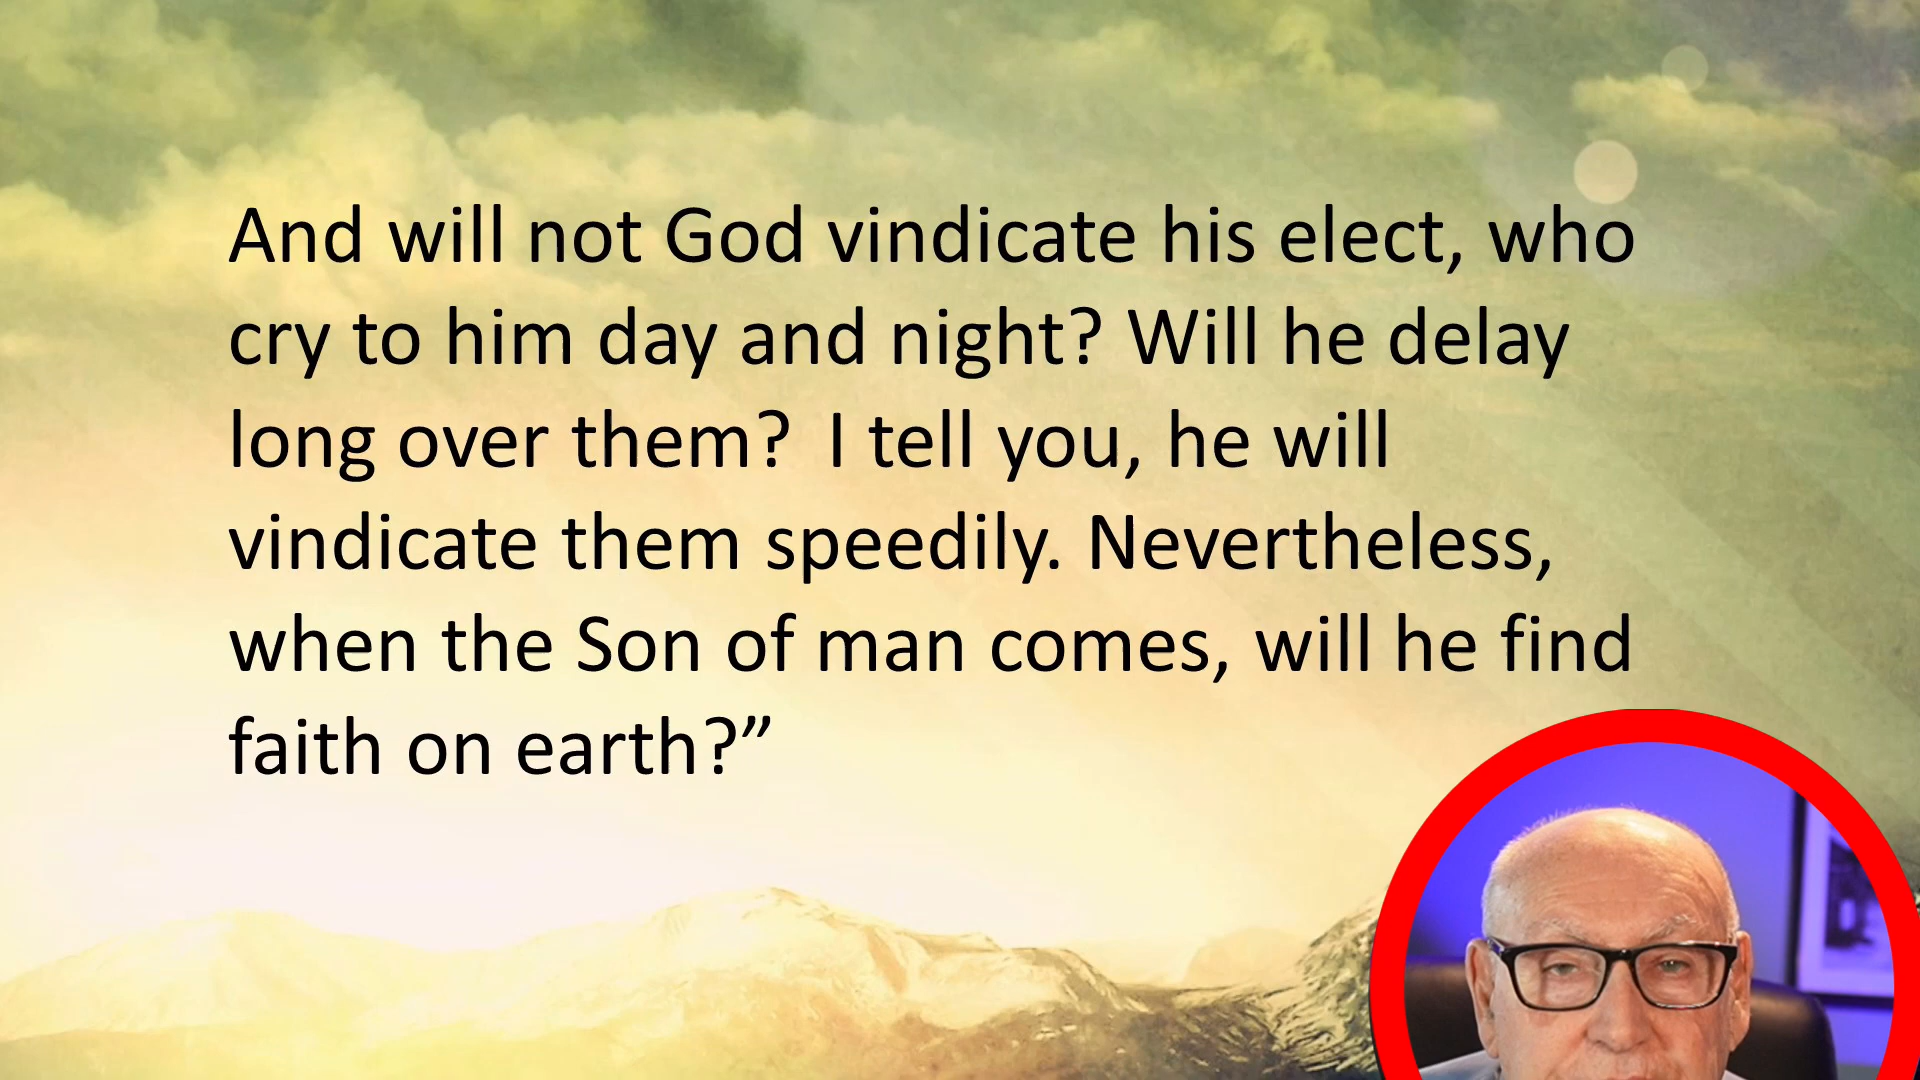 And will not God vindicate his elect, who
cry to him day and night? Will he delay
long over them?  I tell you, he will
vindicate them speedily. Nevertheless,
when the Son of man comes, will he find
faith on earth?”